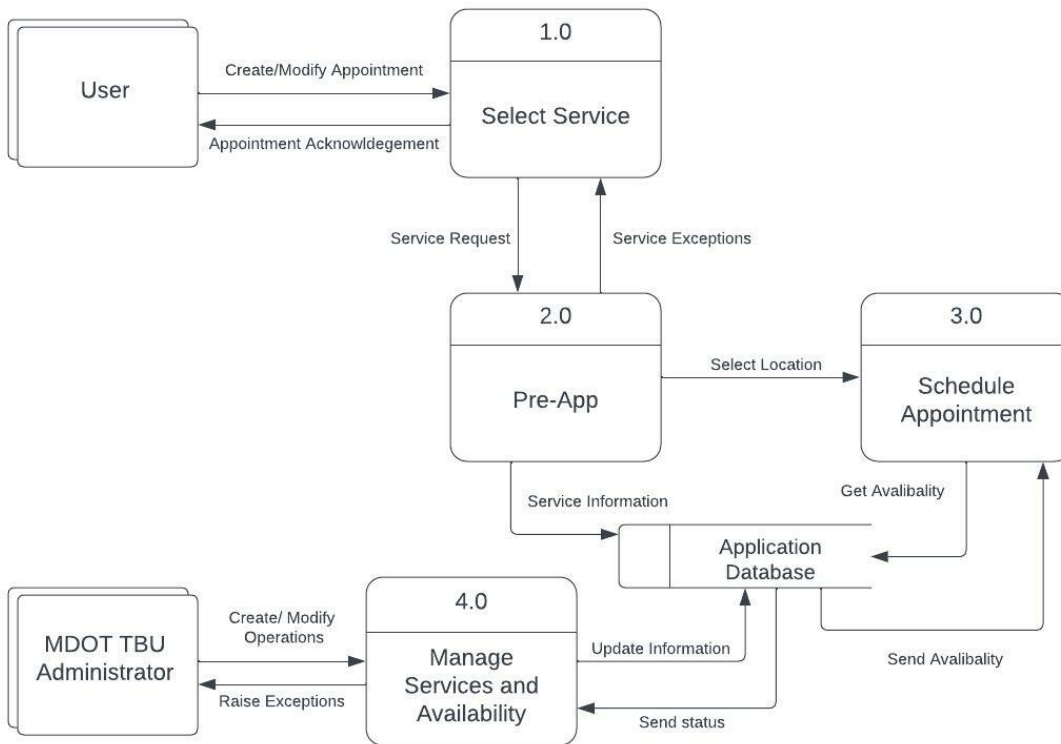 1.0
User
Create/Modify Appointment
Select Service
Appointment Acknowldegement
Service Request
Service Exceptions
2.0
3.0
Select Location
Pre-App
Schedule
Appointment
Service Information
Get Avalibality
Application
Database
4.0
Create/ Modify
Operations
MDOT TBU
Administrator
Manage
Services and
Availability
Update Information
Send Avalibality
Raise Exceptions
Send status